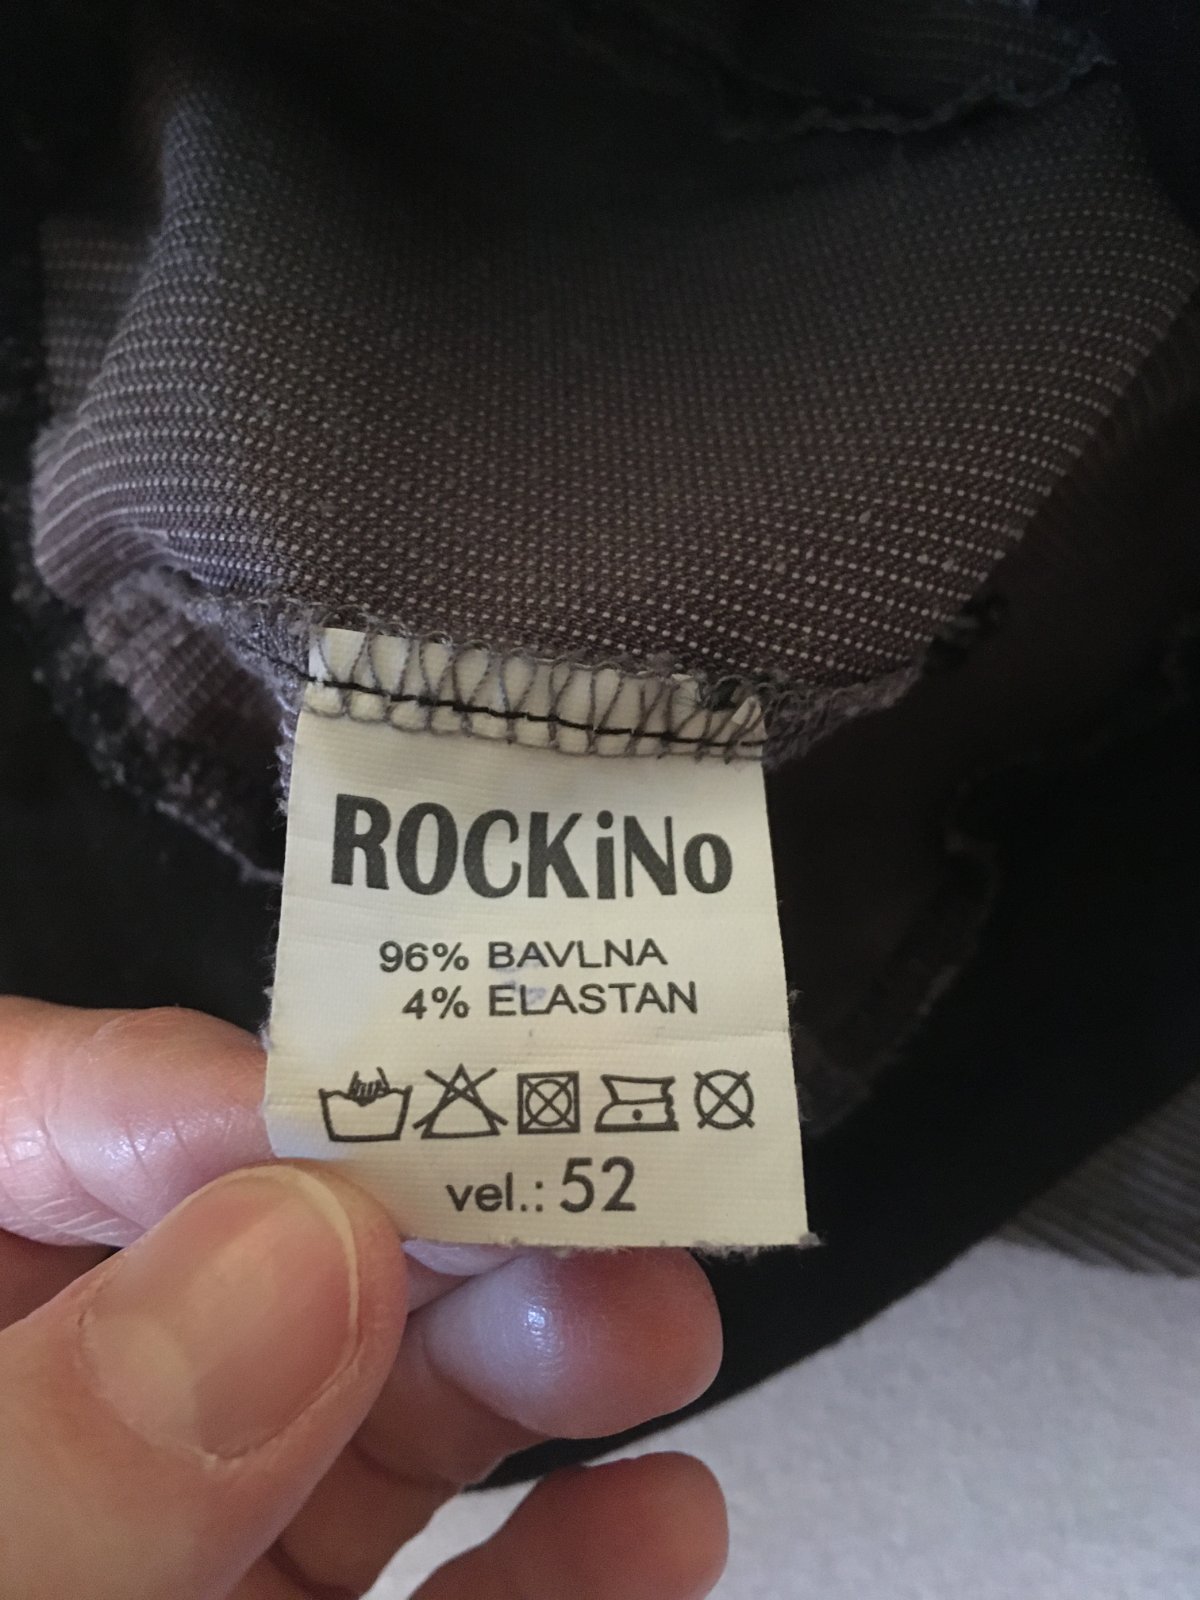 ROCKiNo
96% BAVLNA
4% ELASTAN
vel.: 52